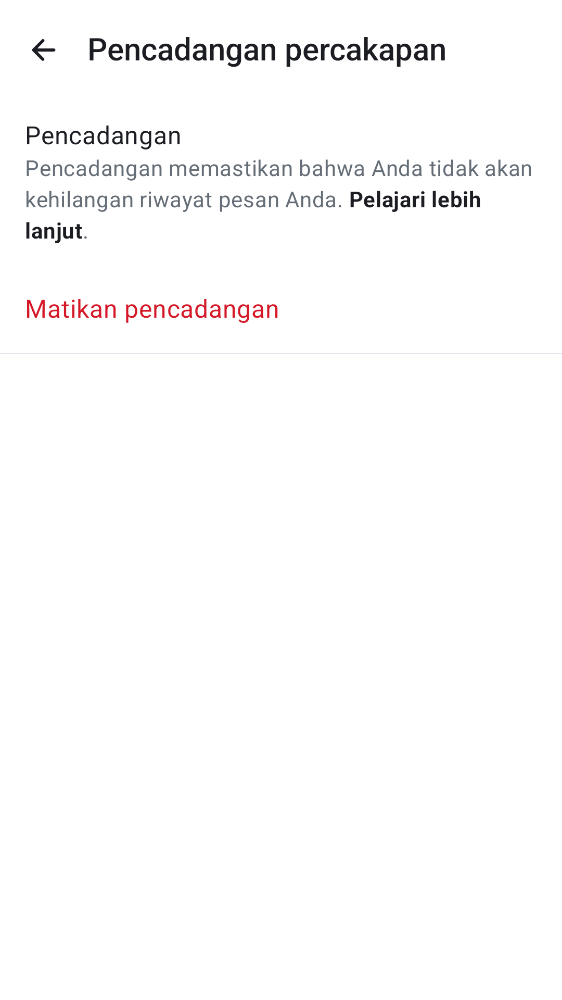 Pencadangan percakapan
Pencadangan
Pencadangan memastikan bahwa Anda tidak akan
kehilangan riwayat pesan Anda. Pelajari lebih
lanjut.
Matikan pencadangan